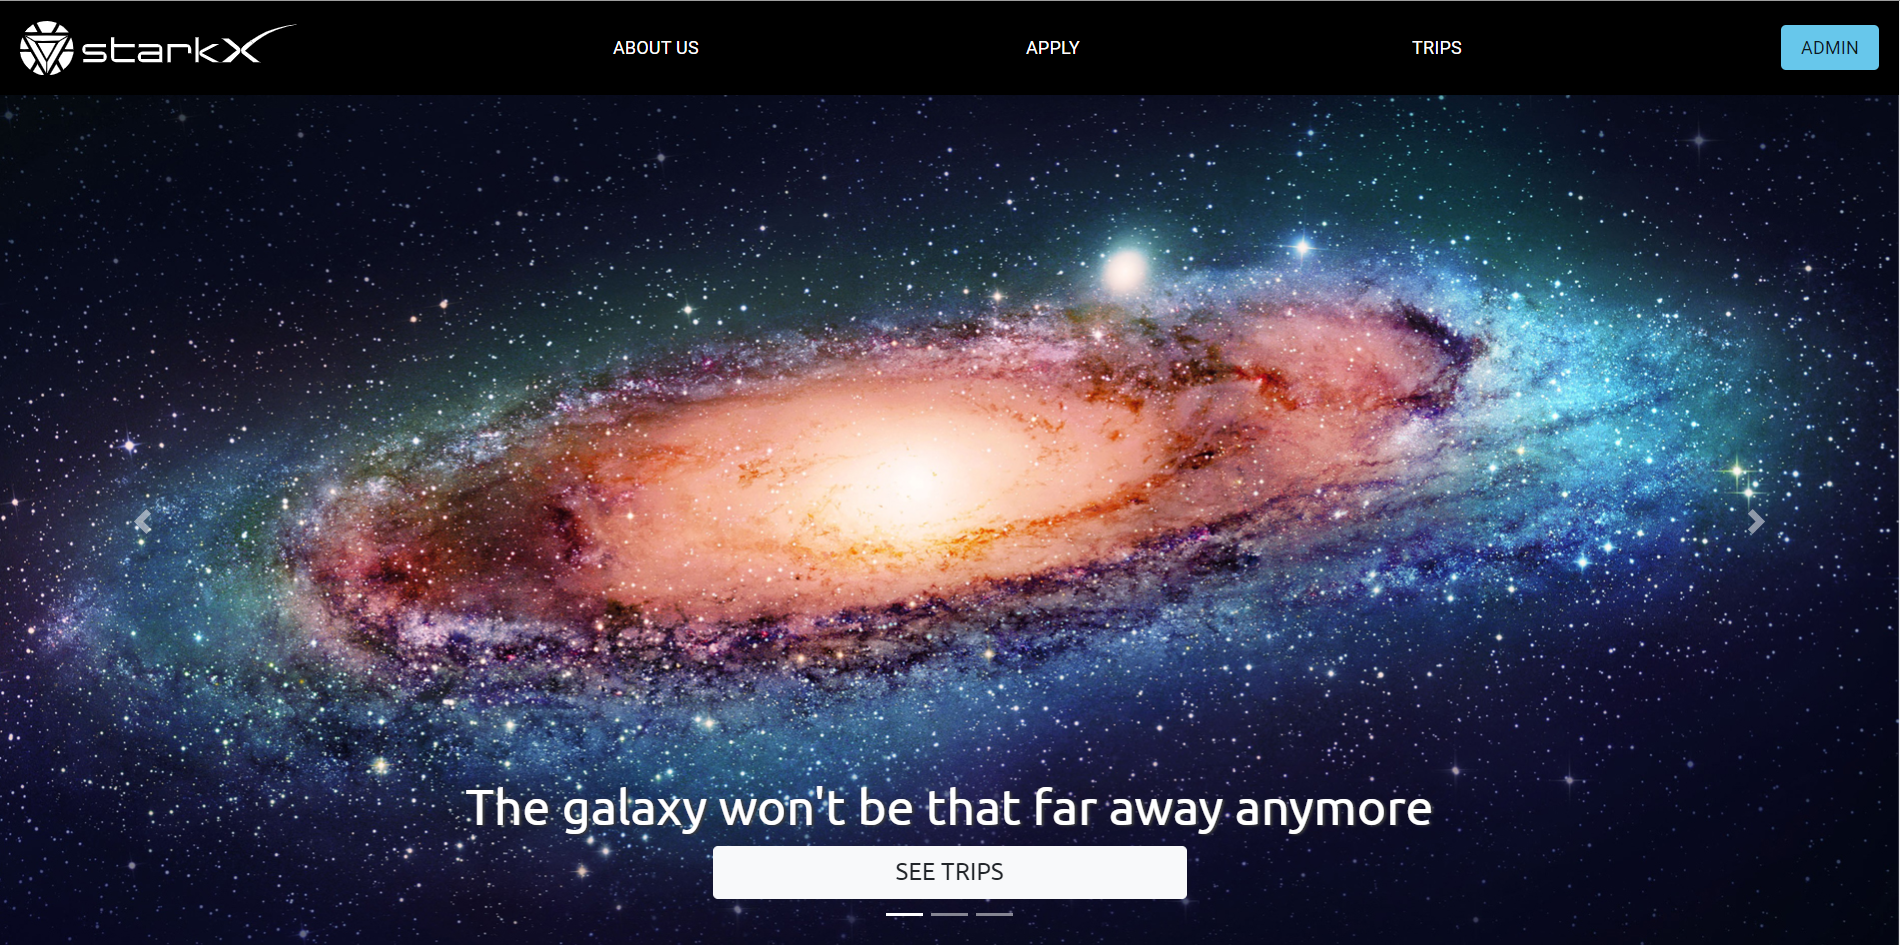 starkX
ABOUT US
APPLY
TRIPS
ADMIN
The galaxy won't be that far away anymore
SEE TRIPS